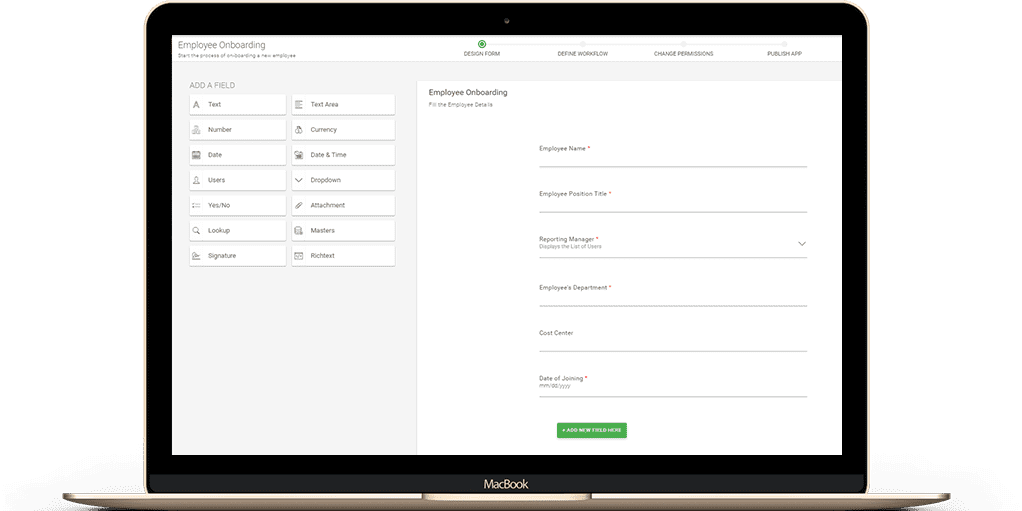 Employee Onboarding
Start the process of onboarding a new employee
DESIGN FORM
DEFINE WORKFLOW
CHANGE PERMISSIONS
PUBLISH APP
ADD A FIELD
Text
Text Area
Number
Currency
Date
Date & Time
Users
Dropdown
Yes/No
Attachment
Lookup
Masters
Signature
Richtext
Employee Onboarding
Fill the Employee Details
Employee Name *
Employee Position Title *
Reporting Manager *
Displays the List of Users
Employee's Department *
Cost Center
Date of Joining *
mm/dd/yyyy
+ ADD NEW FIELD HERE
MacBook